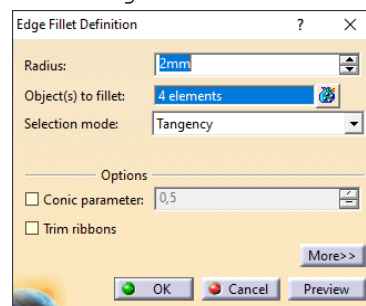 Edge Fillet Definition ? ×
Radius: 2mm
Object(s) to fillet: 4 elements
Selection mode: Tangency
Options
Conic parameter: 0,5
Trim ribbons
More>>
OK Cancel Preview